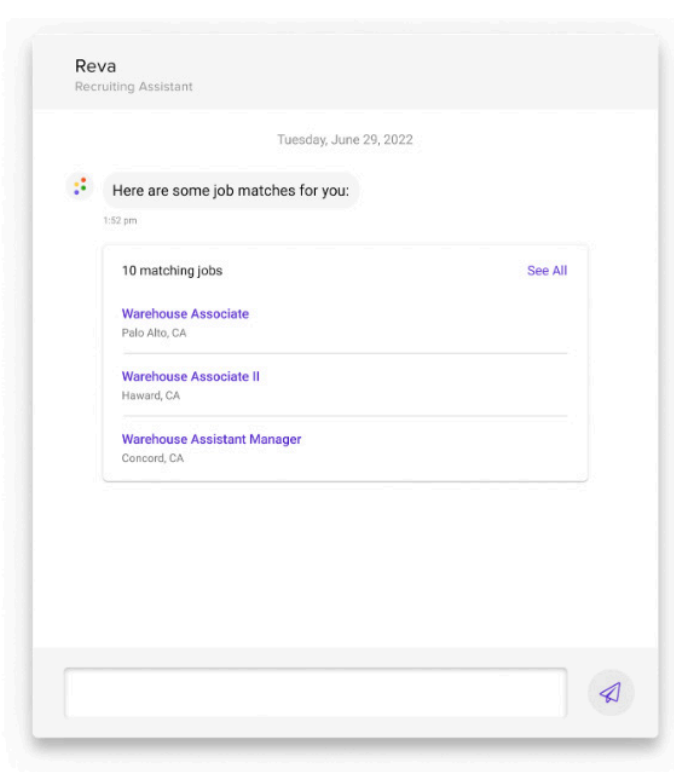 Reva
Recruiting Assistant
Tuesday, June 29, 2022
Here are some job matches for you:
1:52 pm
10 matching jobs
See All
Warehouse Associate
Palo Alto, CA
Warehouse Associate II
Haward, CA
Warehouse Assistant Manager
Concord, CA